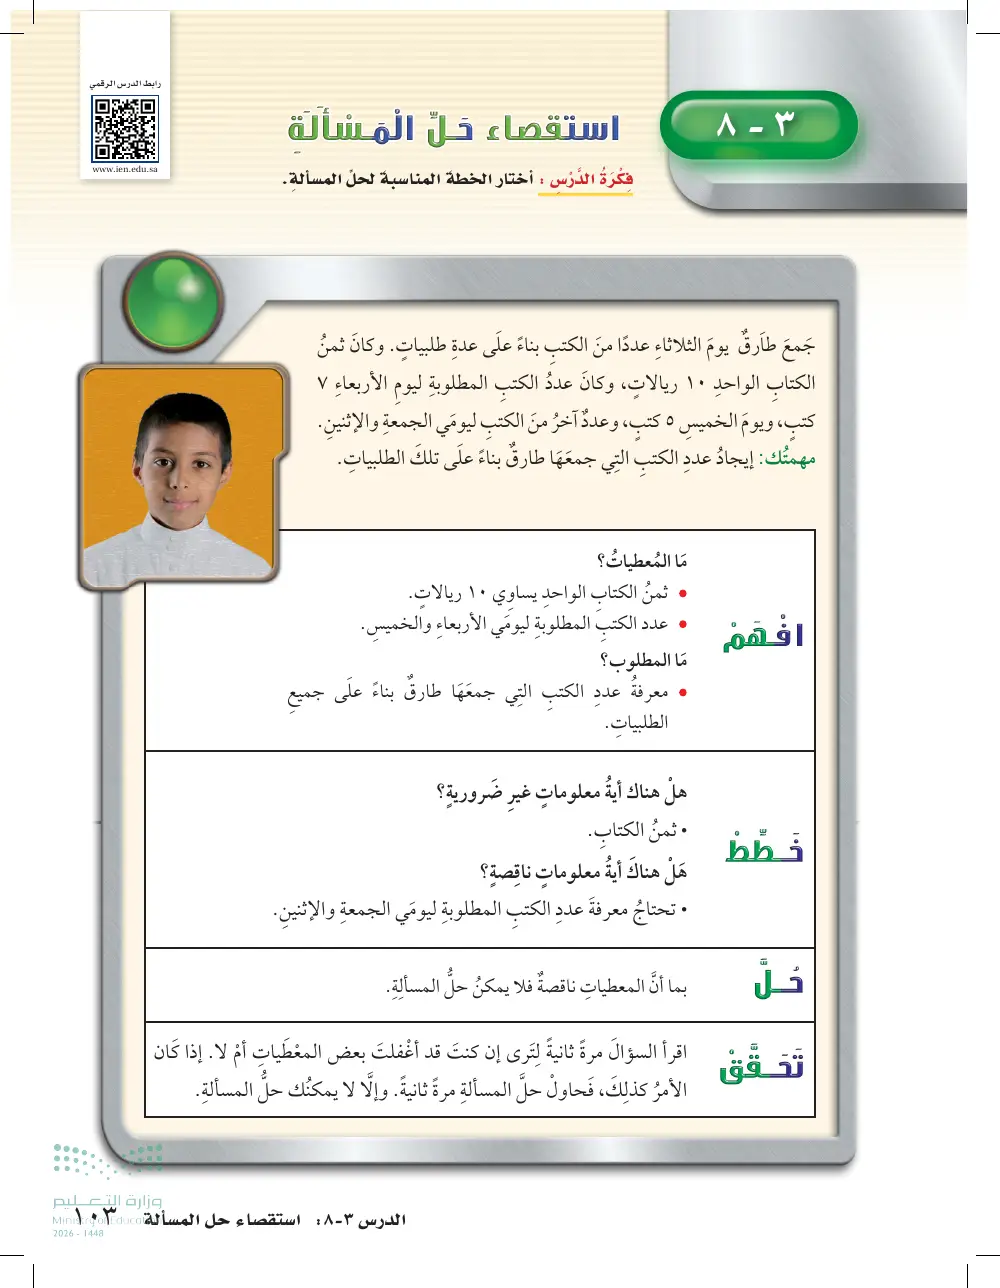 رابط الدرس الرقمي
www.ien.edu.sa
٣ - ٨
استقصاء حَلِّ الْمَسْأَلَةِ
فِكْرَةُ الدَّرْسِ : أختار الخطة المناسبة لحل المسألةِ.
جَمعَ طَارقٌ يومَ الثلاثاءِ عددًا منَ الكتبِ بناءً علَى عدةِ طلبياتٍ. وكانَ ثمنُ
الكتابِ الواحدِ ١٠ ريالاتٍ، وكانَ عددُ الكتبِ المطلوبةِ ليومِ الأربعاءِ ٧
كتبٍ، ويومَ الخميسِ ٥ كتبٍ، وعددٌ آخرُ منَ الكتبِ ليومَي الجمعةِ والإثنينِ.
مهمتُك: إيجادُ عددِ الكتبِ التِي جمعَهَا طارقٌ بناءً علَى تلكَ الطلبياتِ.
افْهَمْ
مَا المُعطياتُ؟
• ثمنُ الكتابِ الواحدِ يساوِي ١٠ ريالاتٍ.
• عدد الكتبِ المطلوبةِ ليومَي الأربعاءِ والخميسِ.
مَا المطلوب؟
• معرفةُ عددِ الكتبِ التِي جمعَهَا طارقٌ بناءً علَى جميعِ
الطلبياتِ.
خَطِّطْ
هلْ هناك أيةُ معلوماتٍ غيرِ ضَروريةٍ؟
• ثمنُ الكتابِ.
هَلْ هناكَ أيةُ معلوماتٍ ناقِصةٍ؟
• تحتاجُ معرفةَ عددِ الكتبِ المطلوبةِ ليومَي الجمعةِ والإثنينِ.
حُلَّ
بما أنَّ المعطياتِ ناقصةٌ فلا يمكنُ حلُّ المسألِةِ.
تَحَقَّقْ
اقرأ السؤالَ مرةً ثانيةً لِتَرى إن كنتَ قد أغْفلتَ بعض المعْطَياتِ أمْ لا. إذا كَان
الأمرُ كذلِكَ، فَحاولْ حلَّ المسألةِ مرةً ثانيةً. وإلَّا لا يمكنُك حلُّ المسألةِ.
وزارة التعليم
Ministry of Education
2026 - 1448
الدرس ٣-٨: استقصاء حل المسألة ١٠٣